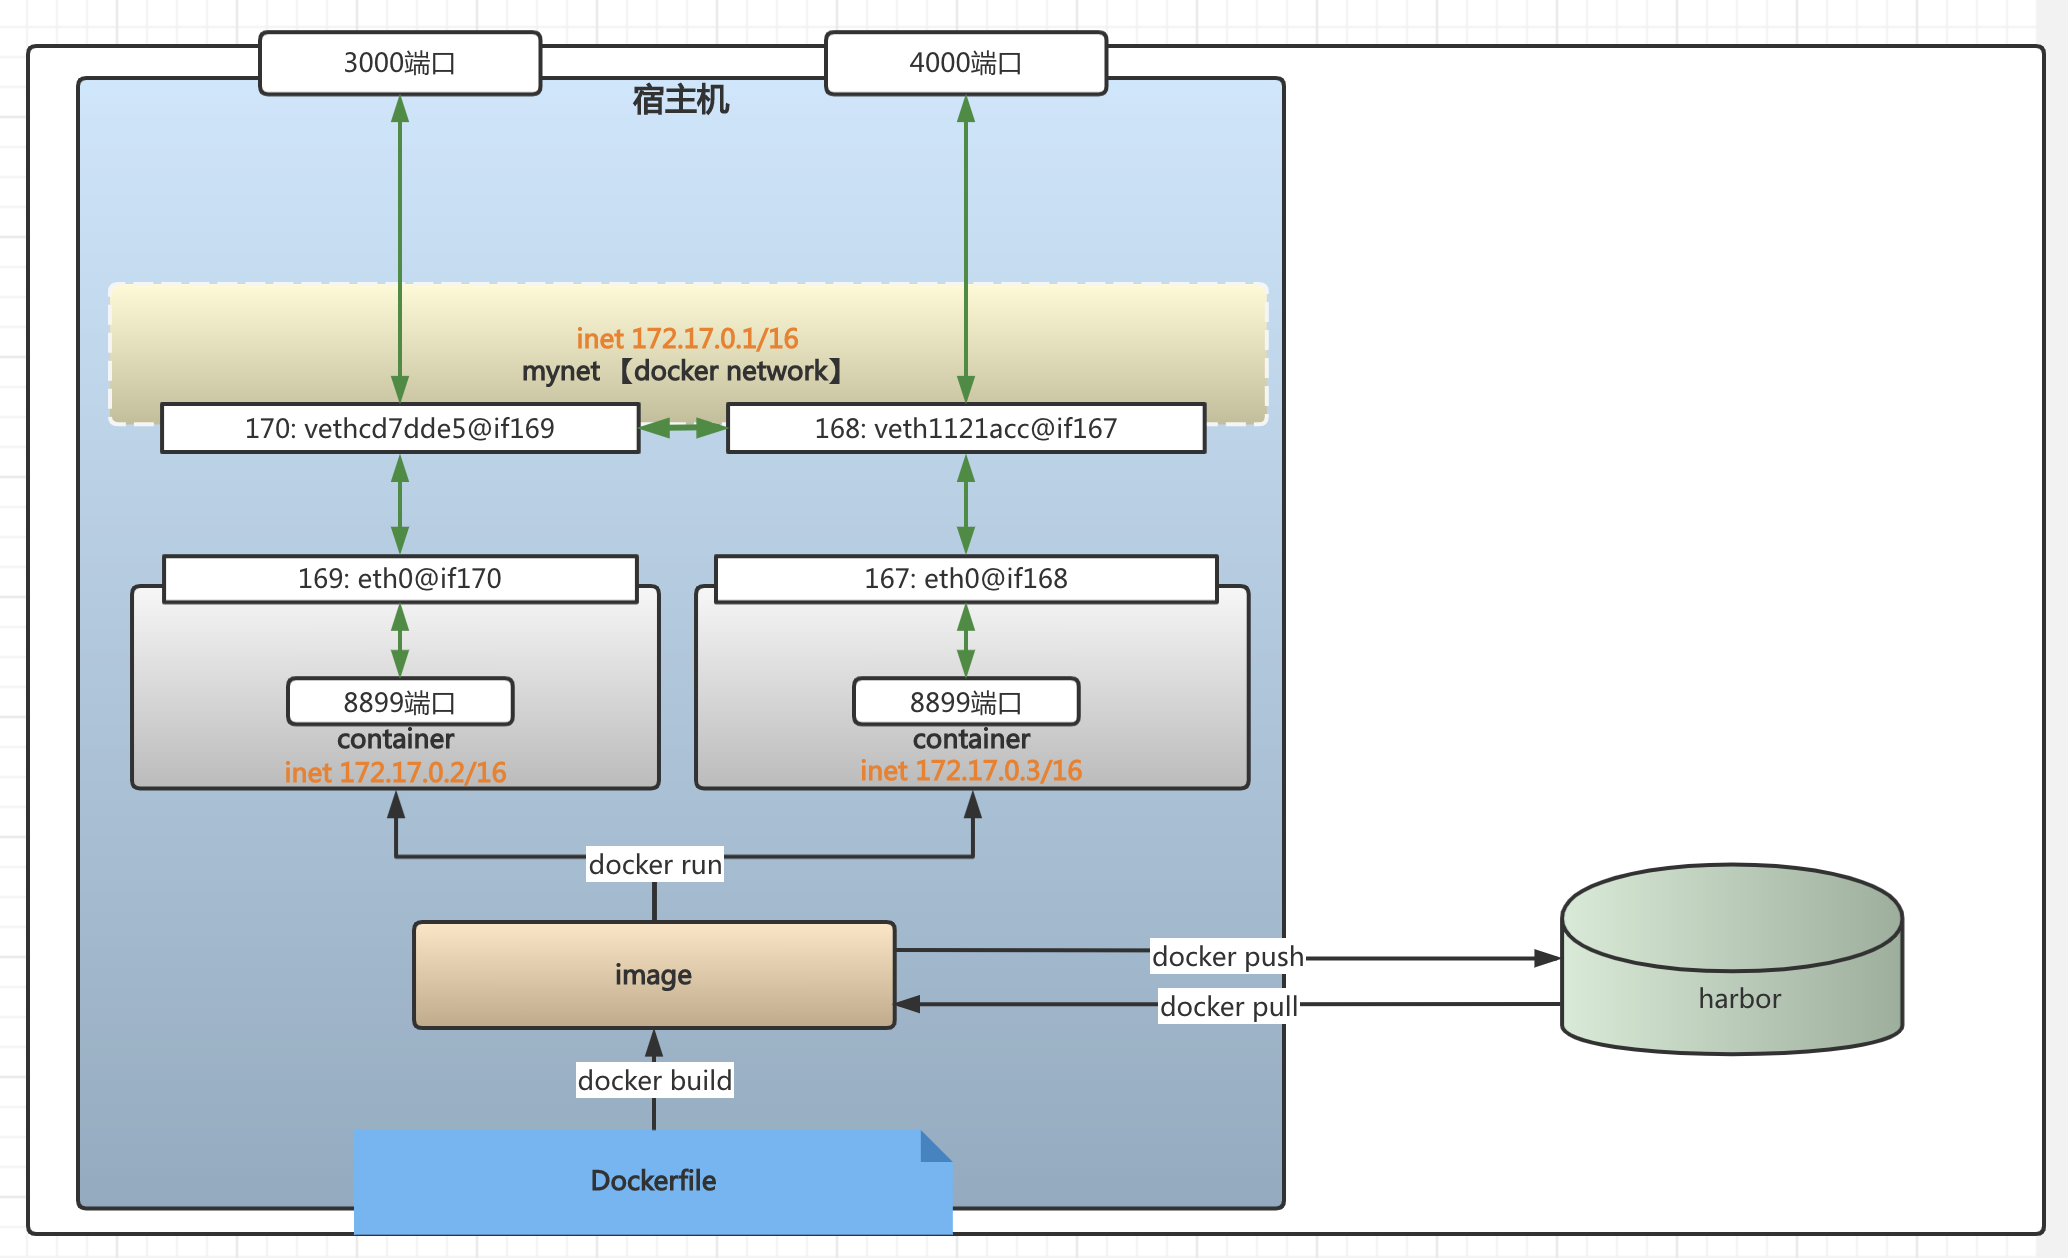 3000端口
4000端口
宿主机
inet 172.17.0.1/16
mynet 【docker network】
170: vethcd7dde5@if169
168: veth1121acc@if167
169: eth0@if170
167: eth0@if168
8899端口
8899端口
container
container
inet 172.17.0.2/16
inet 172.17.0.3/16
docker run
image
docker push
docker pull
harbor
docker build
Dockerfile